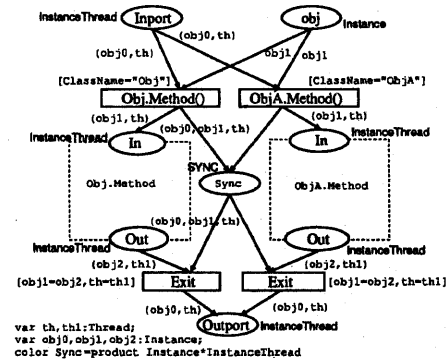 InstanceThread Inport obj Instance
(obj0,th) (obj0,th) obj1 obj1
[ClassName="Obj"] [ClassName="ObjA"]
Obj.Method() ObjA.Method()
(obj1,th) (obj0,obj1,th) (obj1,th)
InstanceThread In In InstanceThread
SYNC
Obj.Method Sync ObjA.Method
(obj0,obj1,th)
InstanceThread Out Out InstanceThread
(obj2,th1) (obj2,th1)
[obj1=obj2,th=th1] Exit Exit [obj1=obj2,th=th1]
(obj0,th) (obj0,th)
Outport InstanceThread
var th,th1:Thread;
var obj0,obj1,obj2:Instance;
color Sync=product Instance*InstanceThread